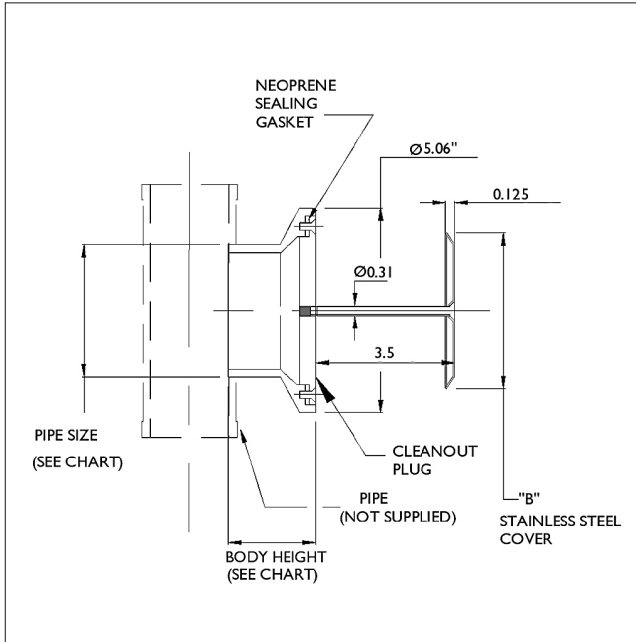 NEOPRENE
SEALING
GASKET
Ø5.06"
0.125
Ø0.31
3.5
PIPE SIZE
(SEE CHART)
CLEANOUT
PLUG
PIPE
(NOT SUPPLIED)
"B"
STAINLESS STEEL
COVER
BODY HEIGHT
(SEE CHART)